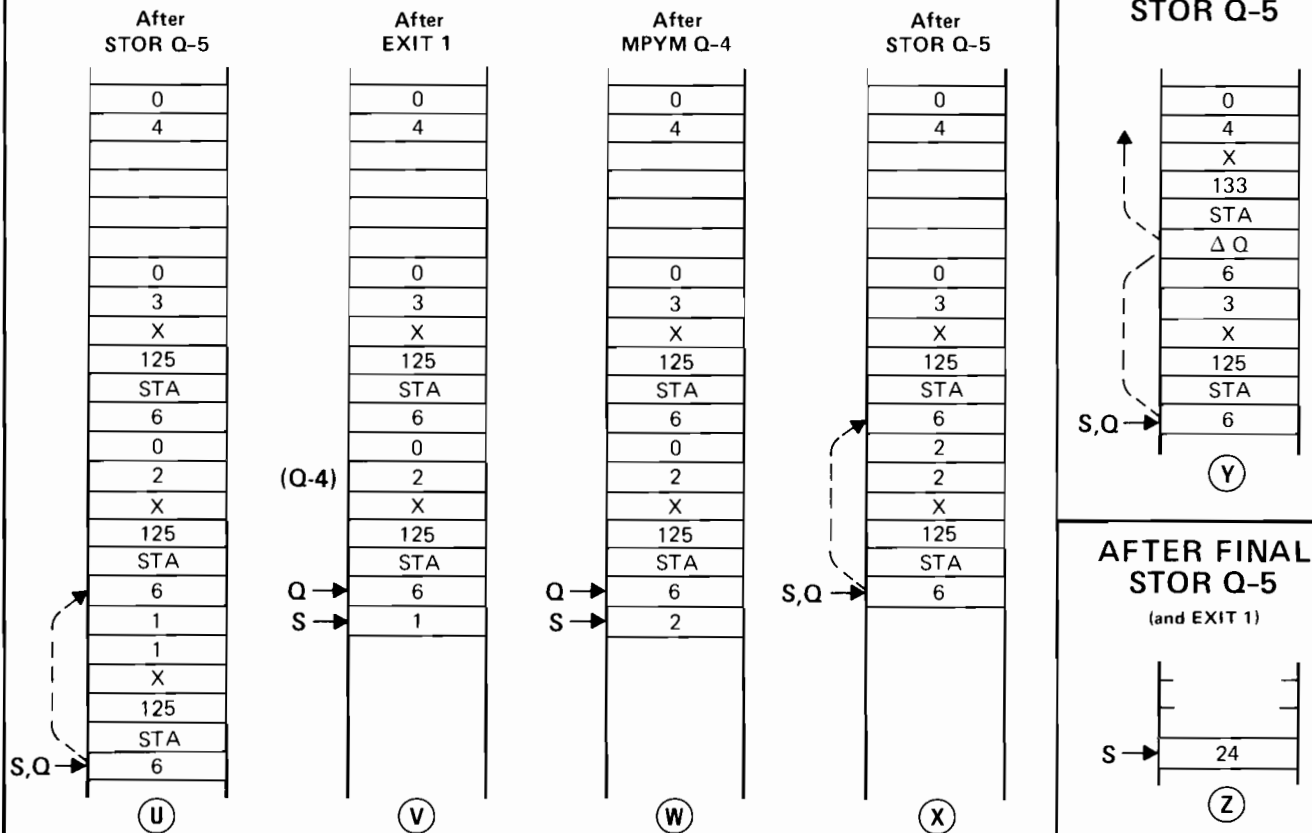 After
STOR Q-5
0
4
0
3
X
125
STA
6
0
2
X
125
STA
6
1
1
X
125
STA
S,Q
6
U
After
EXIT 1
0
4
0
3
X
125
STA
6
0
(Q-4)
2
X
125
STA
Q
6
S
1
V
After
MPYM Q-4
0
4
0
3
X
125
STA
6
0
2
X
125
STA
Q
6
S
2
W
After
STOR Q-5
0
4
0
3
X
125
STA
6
2
2
X
125
STA
S,Q
6
X
STOR Q-5
0
4
X
133
STA
Δ Q
6
3
X
125
STA
S,Q
6
Y
AFTER FINAL
STOR Q-5
(and EXIT 1)
S
24
Z